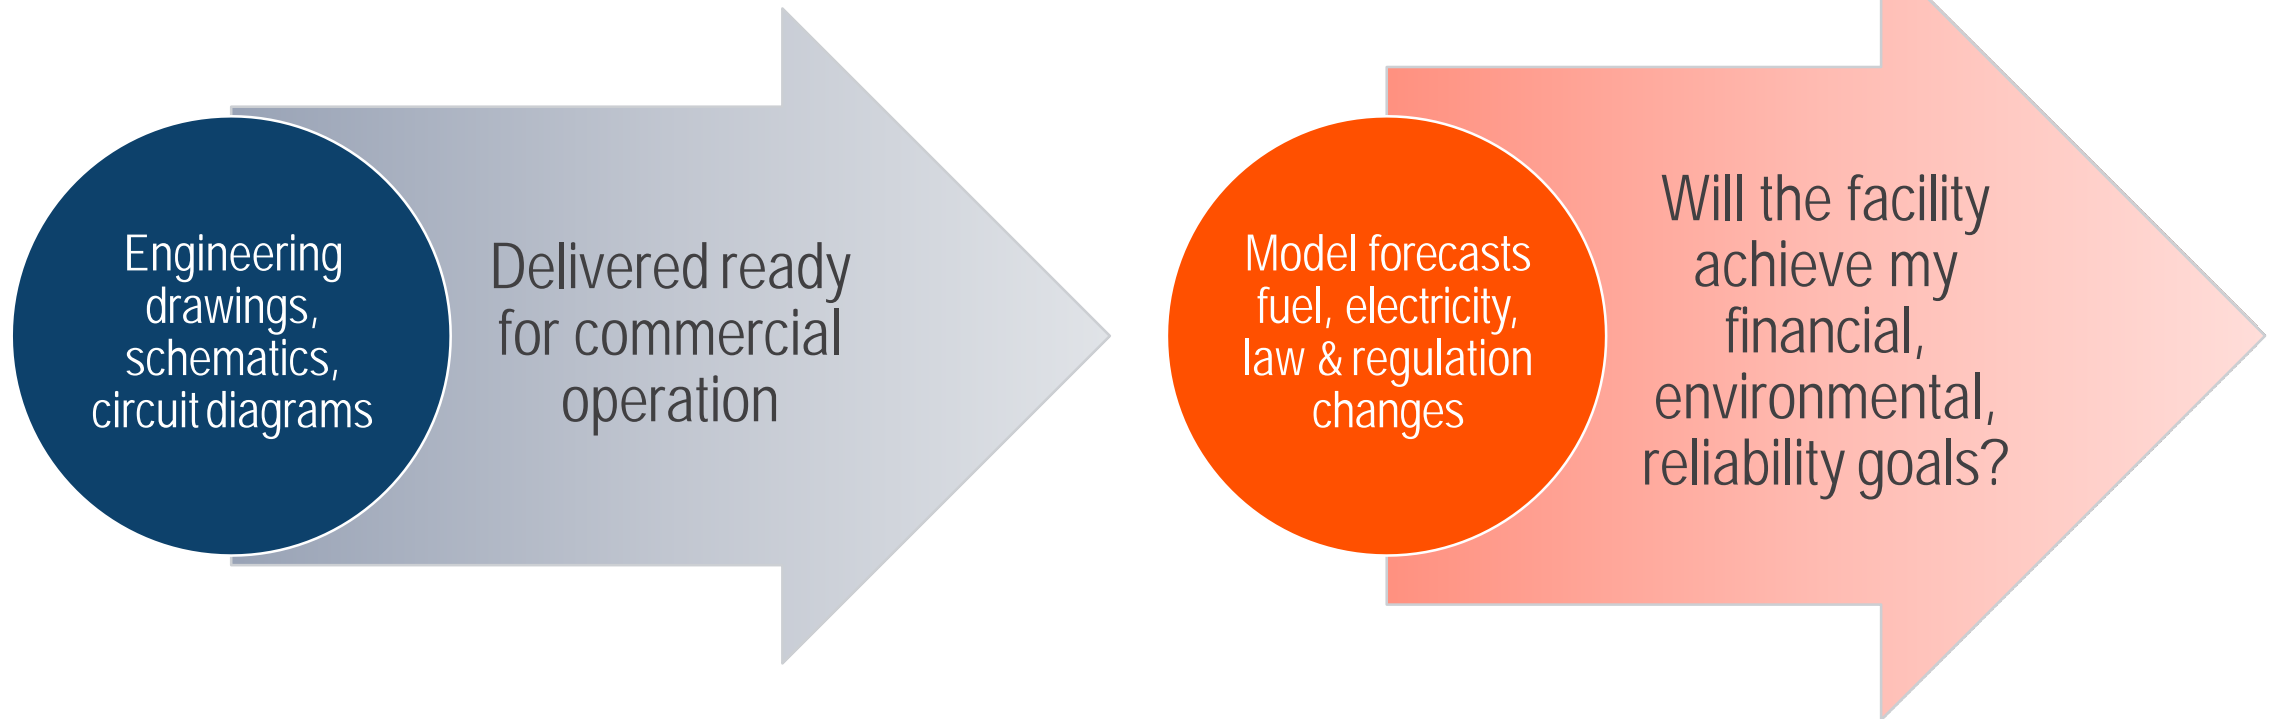 Engineering
drawings,
schematics,
circuit diagrams
Delivered ready
for commercial
operation
Model forecasts
fuel, electricity,
law & regulation
changes
Will the facility
achieve my
financial,
environmental,
reliability goals?